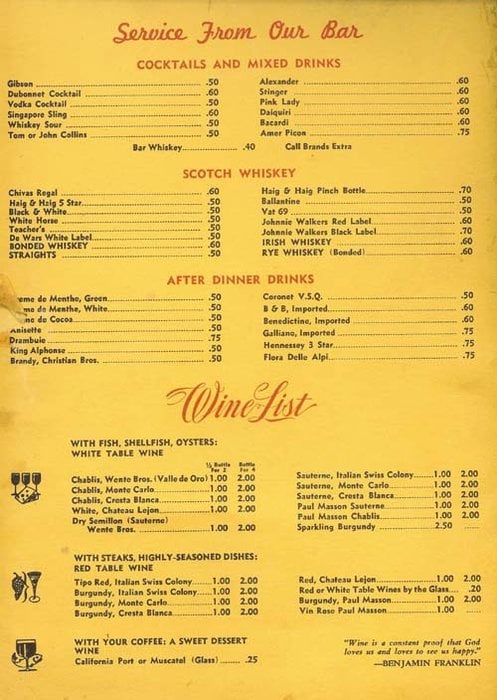 Service From Our Bar
COCKTAILS AND MIXED DRINKS
Gibson .50
Dubonnet Cocktail .60
Vodka Cocktail .50
Singapore Sling .60
Whiskey Sour .50
Tom or John Collins .50
Alexander .60
Stinger .60
Pink Lady .60
Daiquiri .60
Bacardi .60
Amer Picon .75
Bar Whiskey .40 Call Brands Extra
SCOTCH WHISKEY
Chivas Regal .60
Haig & Haig 5 Star .50
Black & White .50
White Horse .50
Teacher's .50
De Wars White Label .50
BONDED WHISKEY .60
STRAIGHTS .50
Haig & Haig Pinch Bottle .70
Ballantine .50
Vat 69 .50
Johnnie Walkers Red Label .60
Johnnie Walkers Black Label .70
IRISH WHISKEY .60
RYE WHISKEY (Bonded) .60
AFTER DINNER DRINKS
eme de Menthe, Green .50
me de Menthe, White .50
de Cocoa .50
Anisette .50
Drambuie .75
King Alphonse .50
Brandy, Christian Bros. .50
Coronet V.S.Q. .50
B & B, Imported .60
Benedictine, Imported .60
Galliano, Imported .75
Hennessey 3 Star .75
Flora Delle Alpi .75
Wine List
WITH FISH, SHELLFISH, OYSTERS:
WHITE TABLE WINE
½ Bottle Bottle
For 2 For 4
Chablis, Wente Bros. (Valle de Oro) 1.00 2.00
Chablis, Monte Carlo 1.00 2.00
Chablis, Cresta Blanca 1.00 2.00
White, Chateau Lejon 1.00 2.00
Dry Semillon (Sauterne)
Wente Bros. 1.00 2.00
Sauterne, Italian Swiss Colony 1.00 2.00
Sauterne, Monte Carlo 1.00 2.00
Sauterne, Cresta Blanca 1.00 2.00
Paul Masson Sauterne 1.00 2.00
Paul Masson Chablis 1.00 2.00
Sparkling Burgundy 2.50
WITH STEAKS, HIGHLY-SEASONED DISHES:
RED TABLE WINE
Tipo Red, Italian Swiss Colony 1.00 2.00
Burgundy, Italian Swiss Colony 1.00 2.00
Burgundy, Monte Carlo 1.00 2.00
Burgundy, Cresta Blanca 1.00 2.00
Red, Chateau Lejon 1.00 2.00
Red or White Table Wines by the Glass .20
Burgundy, Paul Masson 1.00 2.00
Vin Rose Paul Masson 1.00
WITH YOUR COFFEE: A SWEET DESSERT
WINE
California Port or Muscatel (Glass) .25
"Wine is a constant proof that God
loves us and loves to see us happy."
—BENJAMIN FRANKLIN